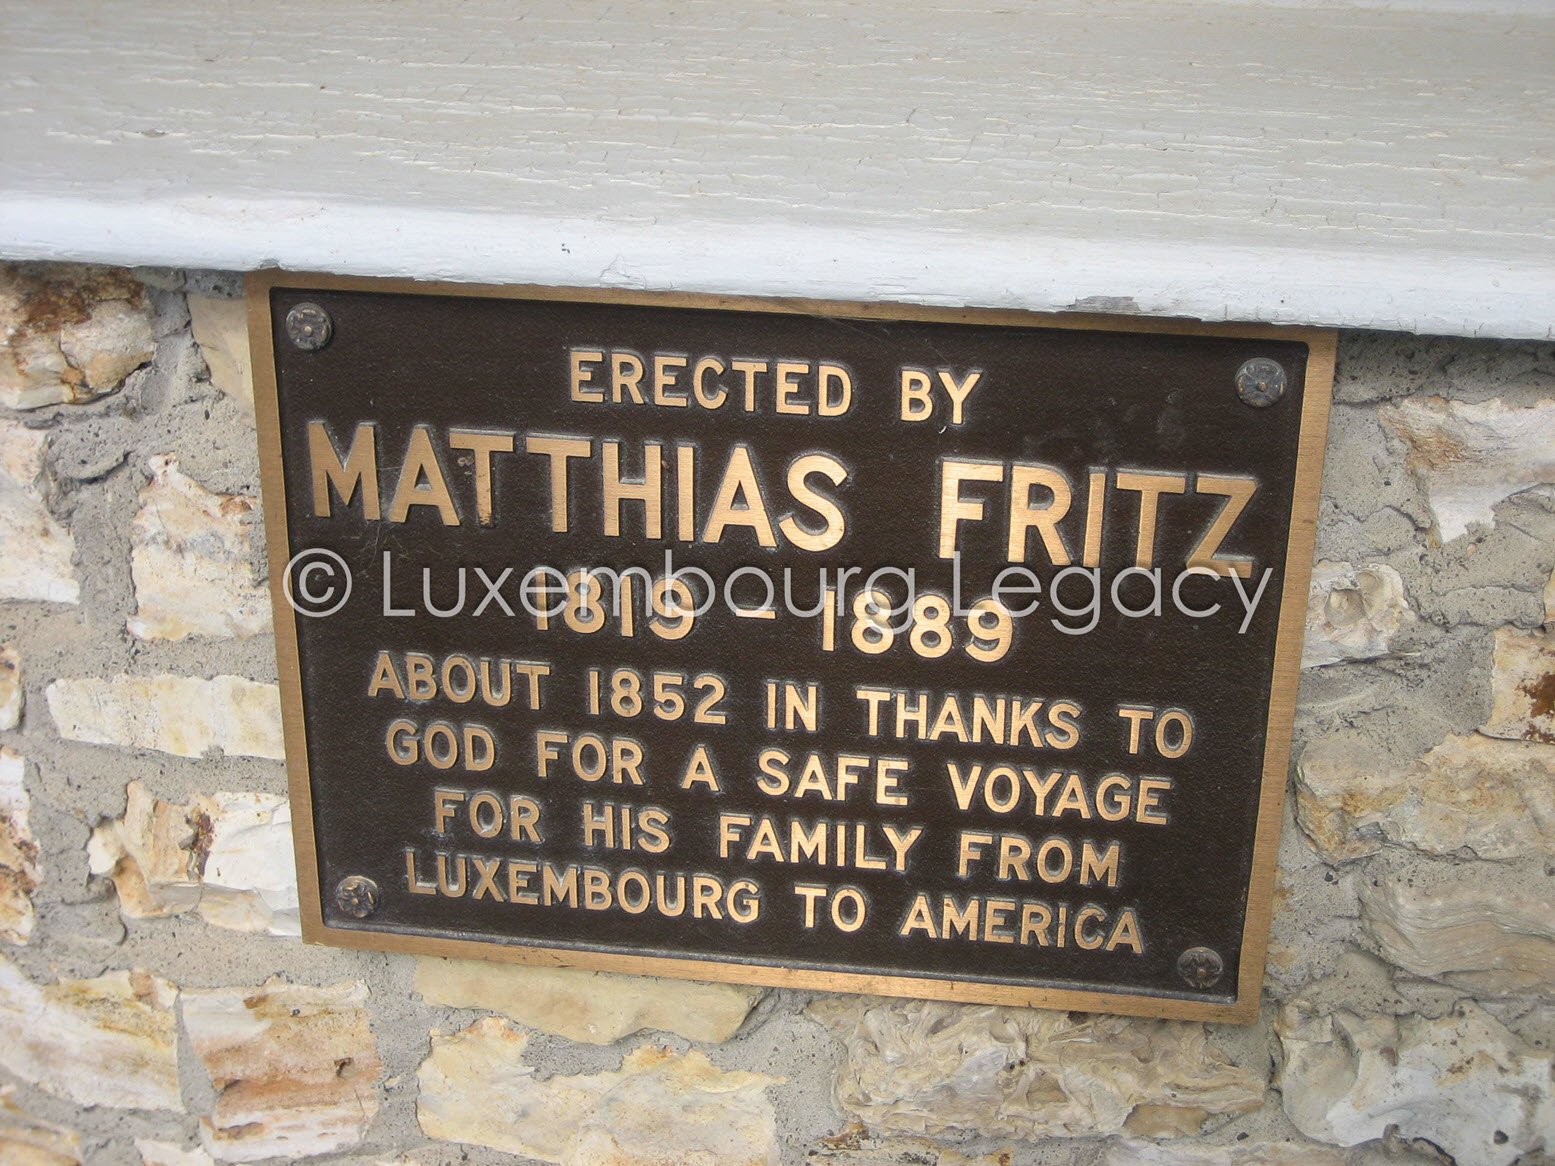 ERECTED BY
MATTHIAS FRITZ
1819 - 1889
© Luxembourg Legacy
ABOUT 1852 IN THANKS TO
GOD FOR A SAFE VOYAGE
FOR HIS FAMILY FROM
LUXEMBOURG TO AMERICA